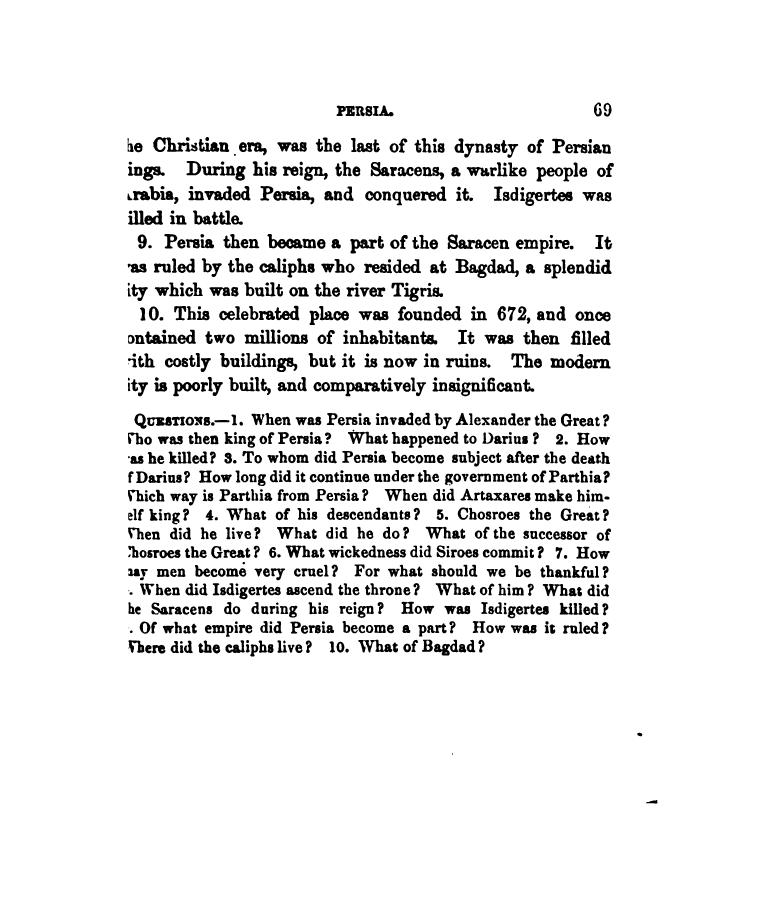 PERSIA. 69
he Christian era, was the last of this dynasty of Persian
ings. During his reign, the Saracens, a warlike people of
rabia, invaded Persia, and conquered it. Isdigertes was
illed in battle.
9. Persia then became a part of the Saracen empire. It
as ruled by the caliphs who resided at Bagdad, a splendid
ity which was built on the river Tigris.
10. This celebrated place was founded in 672, and once
ontained two millions of inhabitants. It was then filled
ith costly buildings, but it is now in ruins. The modern
ity is poorly built, and comparatively insignificant.
QUESTIONS.—1. When was Persia invaded by Alexander the Great?
ho was then king of Persia? What happened to Darius? 2. How
as he killed? 3. To whom did Persia become subject after the death
f Darius? How long did it continue under the government of Parthia?
hich way is Parthia from Persia? When did Artaxares make him-
elf king? 4. What of his descendants? 5. Chosroes the Great?
hen did he live? What did he do? What of the successor of
hosroes the Great? 6. What wickedness did Siroes commit? 7. How
ay men become very cruel? For what should we be thankful?
. When did Isdigertes ascend the throne? What of him? What did
he Saracens do during his reign? How was Isdigertes killed?
. Of what empire did Persia become a part? How was it ruled?
here did the caliphs live? 10. What of Bagdad?